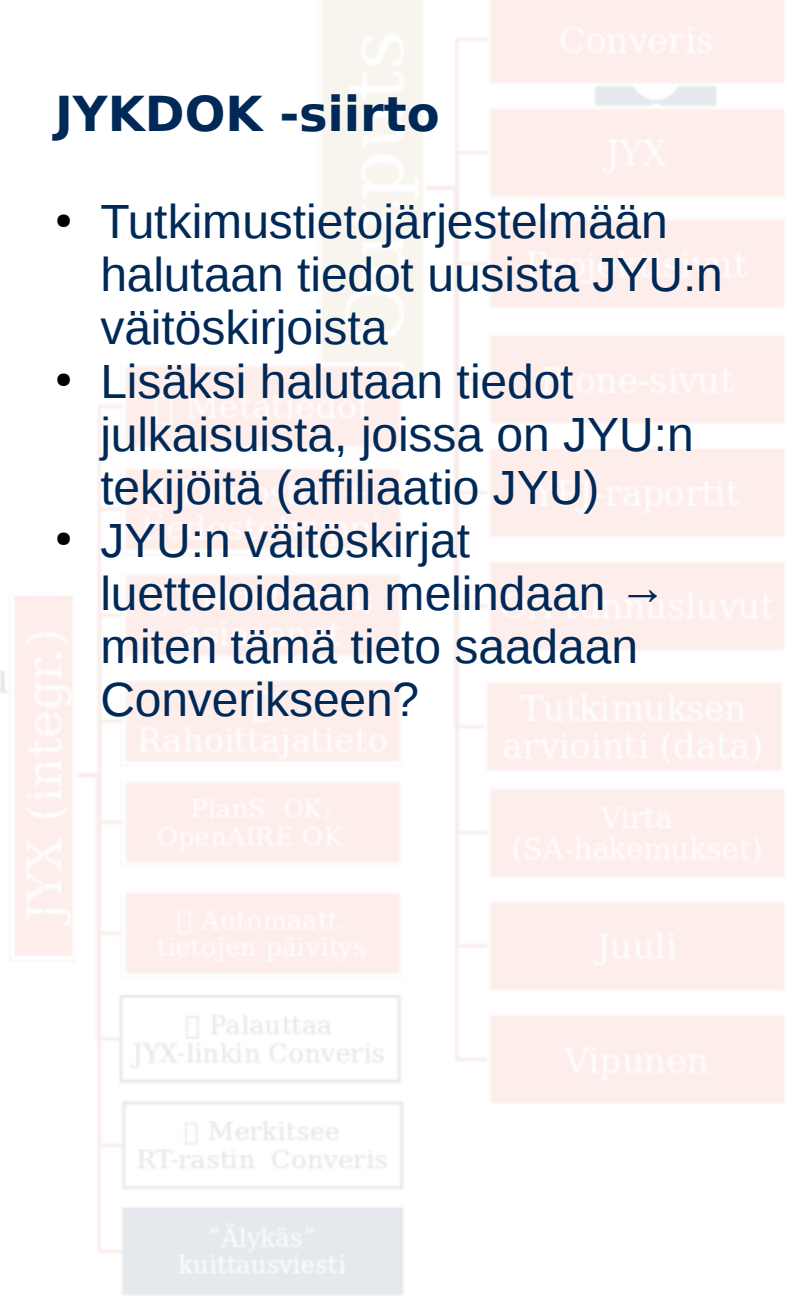 JYKDOK -siirto
• Tutkimustietojärjestelmään
halutaan tiedot uusista JYU:n
väitöskirjoista
• Lisäksi halutaan tiedot
julkaisuista, joissa on JYU:n
tekijöitä (affiliaatio JYU)
• JYU:n väitöskirjat
luetteloidaan melindaan →
miten tämä tieto saadaan
Converikseen?
JYX (integr.)
Metatiedot
Rahoittajatieto
PlanS OK;
OpenAIRE OK
Automaatt.
tietojen päivitys
Palauttaa
JYX-linkin Converis
Merkitsee
RT-rastin Converis
”Älykäs”
kuittausviesti
Converis
JYX
Tutkimuksen
arviointi (data)
Virta
(SA-hakemukset)
Juuli
Vipunen